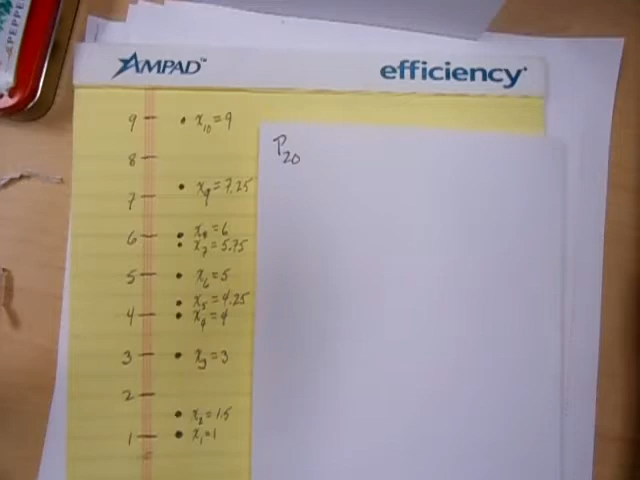 AMPAD™
efficiency
9 x₁₀=9
8
7 x₉=7.25
6 x₈=6
x₇=5.75
5 x₆=5
x₅=4.25
4 x₄=4
3 x₃=3
2
x₂=1.5
1 x₁=1
P₂₀